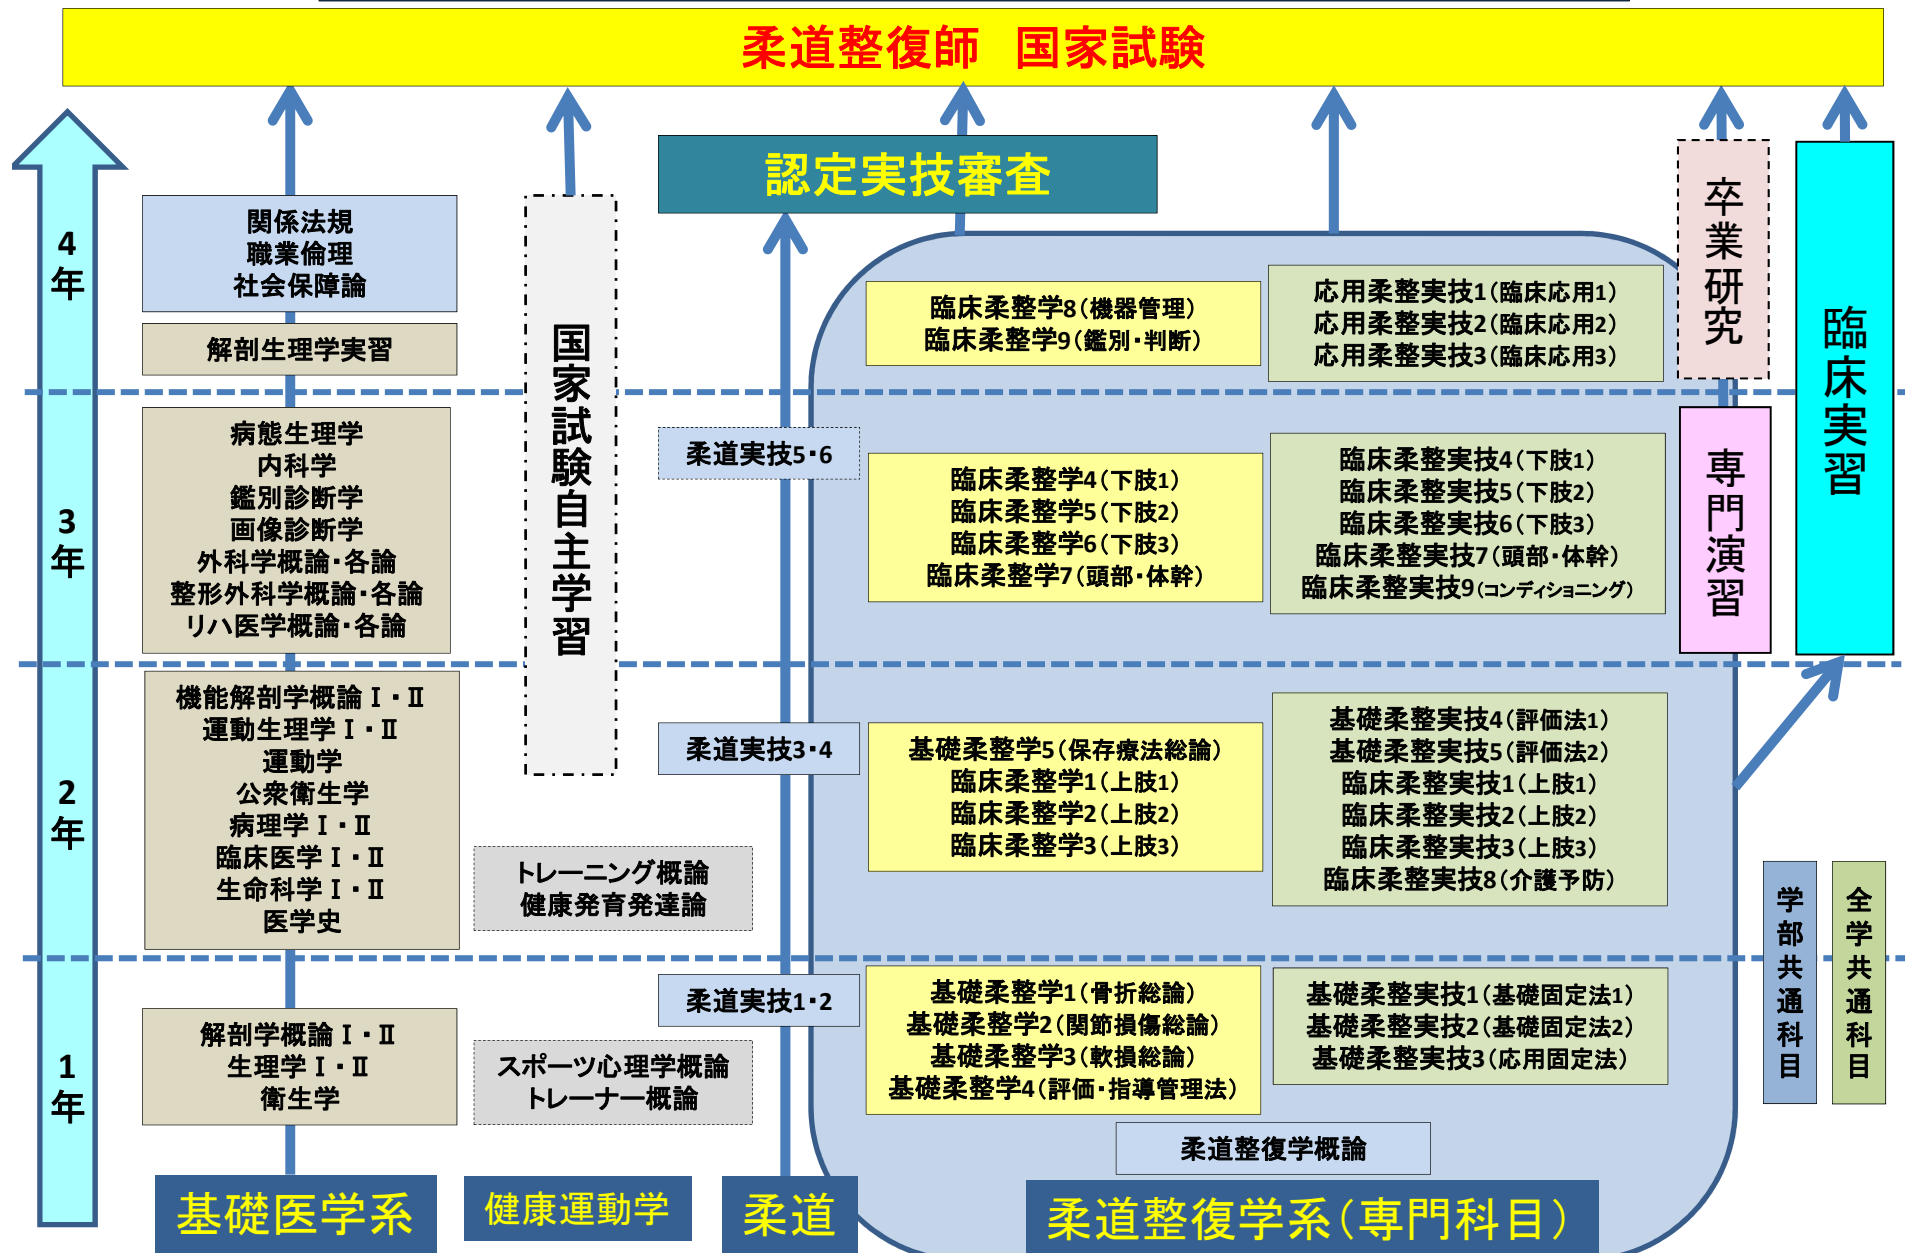 柔道整復師　国家試験
認定実技審査
4
年
関係法規
職業倫理
社会保障論
解剖生理学実習
国家試験自主学習
臨床柔整学8（機器管理）
臨床柔整学9（鑑別・判断）
応用柔整実技1（臨床応用1）
応用柔整実技2（臨床応用2）
応用柔整実技3（臨床応用3）
卒業研究
臨床実習
3
年
病態生理学
内科学
鑑別診断学
画像診断学
外科学概論・各論
整形外科学概論・各論
リハ医学概論・各論
柔道実技5・6
臨床柔整学4（下肢1）
臨床柔整学5（下肢2）
臨床柔整学6（下肢3）
臨床柔整学7（頭部・体幹）
臨床柔整実技4（下肢1）
臨床柔整実技5（下肢2）
臨床柔整実技6（下肢3）
臨床柔整実技7（頭部・体幹）
臨床柔整実技9（コンディショニング）
専門演習
2
年
機能解剖学概論Ⅰ・Ⅱ
運動生理学Ⅰ・Ⅱ
運動学
公衆衛生学
病理学Ⅰ・Ⅱ
臨床医学Ⅰ・Ⅱ
生命科学Ⅰ・Ⅱ
医学史
トレーニング概論
健康発育発達論
柔道実技3・4
基礎柔整学5（保存療法総論）
臨床柔整学1（上肢1）
臨床柔整学2（上肢2）
臨床柔整学3（上肢3）
基礎柔整実技4（評価法1）
基礎柔整実技5（評価法2）
臨床柔整実技1（上肢1）
臨床柔整実技2（上肢2）
臨床柔整実技3（上肢3）
臨床柔整実技8（介護予防）
学部共通科目
全学共通科目
1
年
解剖学概論Ⅰ・Ⅱ
生理学Ⅰ・Ⅱ
衛生学
スポーツ心理学概論
トレーナー概論
柔道実技1・2
基礎柔整学1（骨折総論）
基礎柔整学2（関節損傷総論）
基礎柔整学3（軟損総論）
基礎柔整学4（評価・指導管理法）
基礎柔整実技1（基礎固定法1）
基礎柔整実技2（基礎固定法2）
基礎柔整実技3（応用固定法）
柔道整復学概論
基礎医学系
健康運動学
柔道
柔道整復学系（専門科目）